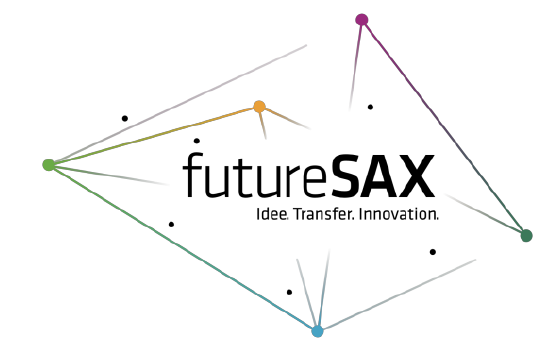 futureSAX
Idee. Transfer. Innovation.